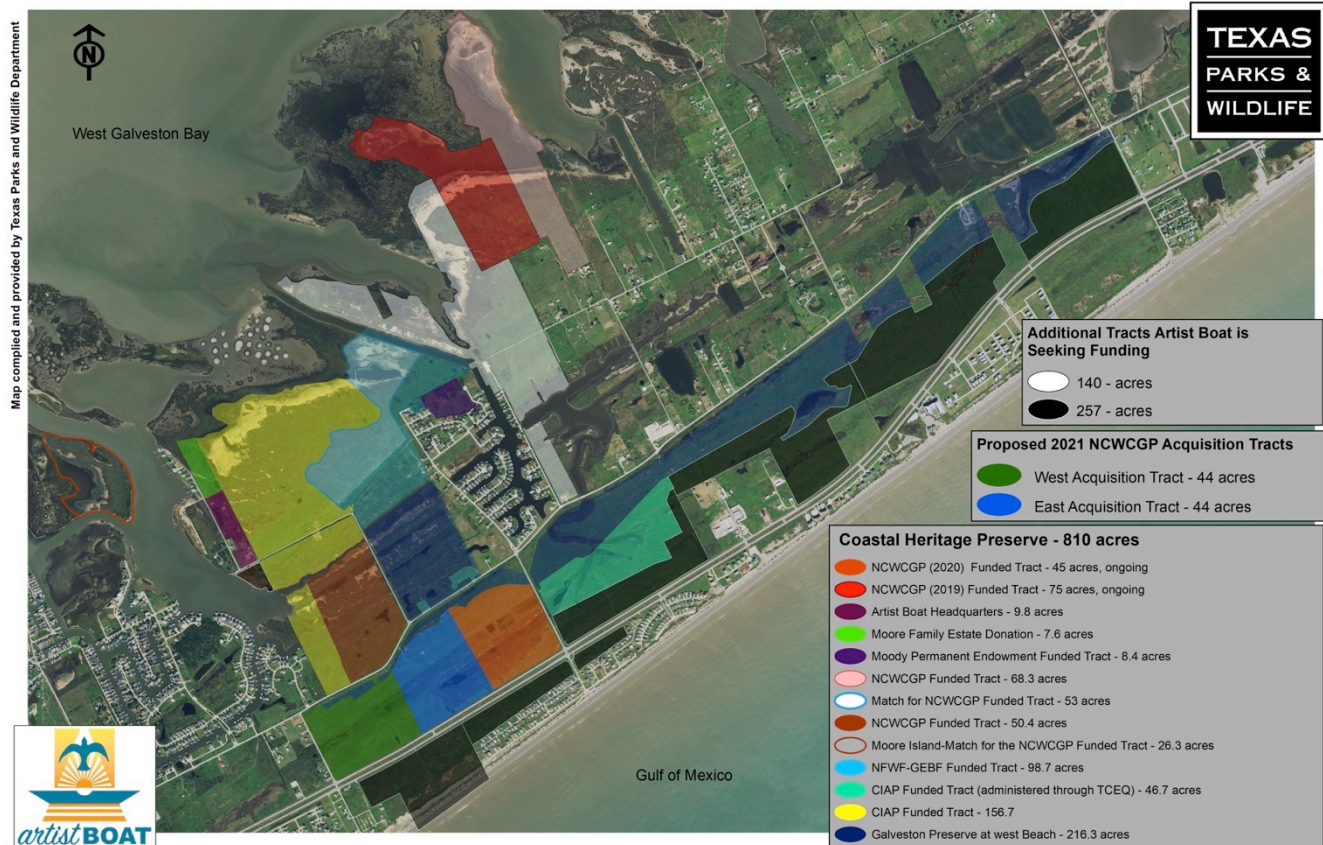 Map complied and provided by Texas Parks and Wildlife Department
N
West Galveston Bay
TEXAS
PARKS &
WILDLIFE
Additional Tracts Artist Boat is
Seeking Funding
140 - acres
257 - acres
Proposed 2021 NCWCGP Acquisition Tracts
West Acquisition Tract - 44 acres
East Acquisition Tract - 44 acres
Coastal Heritage Preserve - 810 acres
NCWCGP (2020) Funded Tract - 45 acres, ongoing
NCWCGP (2019) Funded Tract - 75 acres, ongoing
Artist Boat Headquarters - 9.8 acres
Moore Family Estate Donation - 7.6 acres
Moody Permanent Endowment Funded Tract - 8.4 acres
NCWCGP Funded Tract - 68.3 acres
Match for NCWCGP Funded Tract - 53 acres
NCWCGP Funded Tract - 50.4 acres
Moore Island-Match for the NCWCGP Funded Tract - 26.3 acres
NFWF-GEBF Funded Tract - 98.7 acres
CIAP Funded Tract (administered through TCEQ) - 46.7 acres
CIAP Funded Tract - 156.7
Galveston Preserve at west Beach - 216.3 acres
Gulf of Mexico
artist BOAT